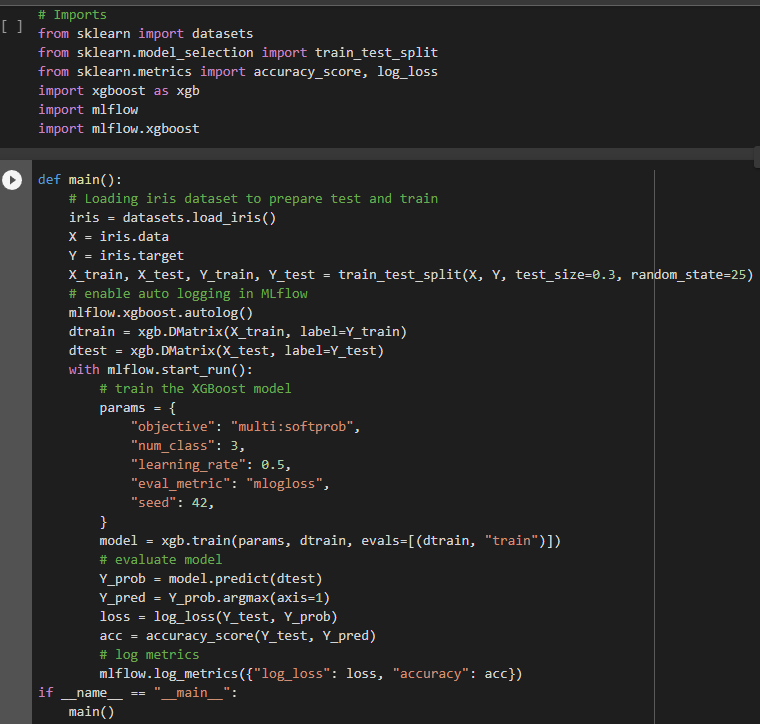 # Imports
[ ] from sklearn import datasets
from sklearn.model_selection import train_test_split
from sklearn.metrics import accuracy_score, log_loss
import xgboost as xgb
import mlflow
import mlflow.xgboost
def main():
    # Loading iris dataset to prepare test and train
    iris = datasets.load_iris()
    X = iris.data
    Y = iris.target
    X_train, X_test, Y_train, Y_test = train_test_split(X, Y, test_size=0.3, random_state=25)
    # enable auto logging in MLflow
    mlflow.xgboost.autolog()
    dtrain = xgb.DMatrix(X_train, label=Y_train)
    dtest = xgb.DMatrix(X_test, label=Y_test)
    with mlflow.start_run():
        # train the XGBoost model
        params = {
            "objective": "multi:softprob",
            "num_class": 3,
            "learning_rate": 0.5,
            "eval_metric": "mlogloss",
            "seed": 42,
        }
        model = xgb.train(params, dtrain, evals=[(dtrain, "train")])
        # evaluate model
        Y_prob = model.predict(dtest)
        Y_pred = Y_prob.argmax(axis=1)
        loss = log_loss(Y_test, Y_prob)
        acc = accuracy_score(Y_test, Y_pred)
        # log metrics
        mlflow.log_metrics({"log_loss": loss, "accuracy": acc})
if __name__ == "__main__":
    main()